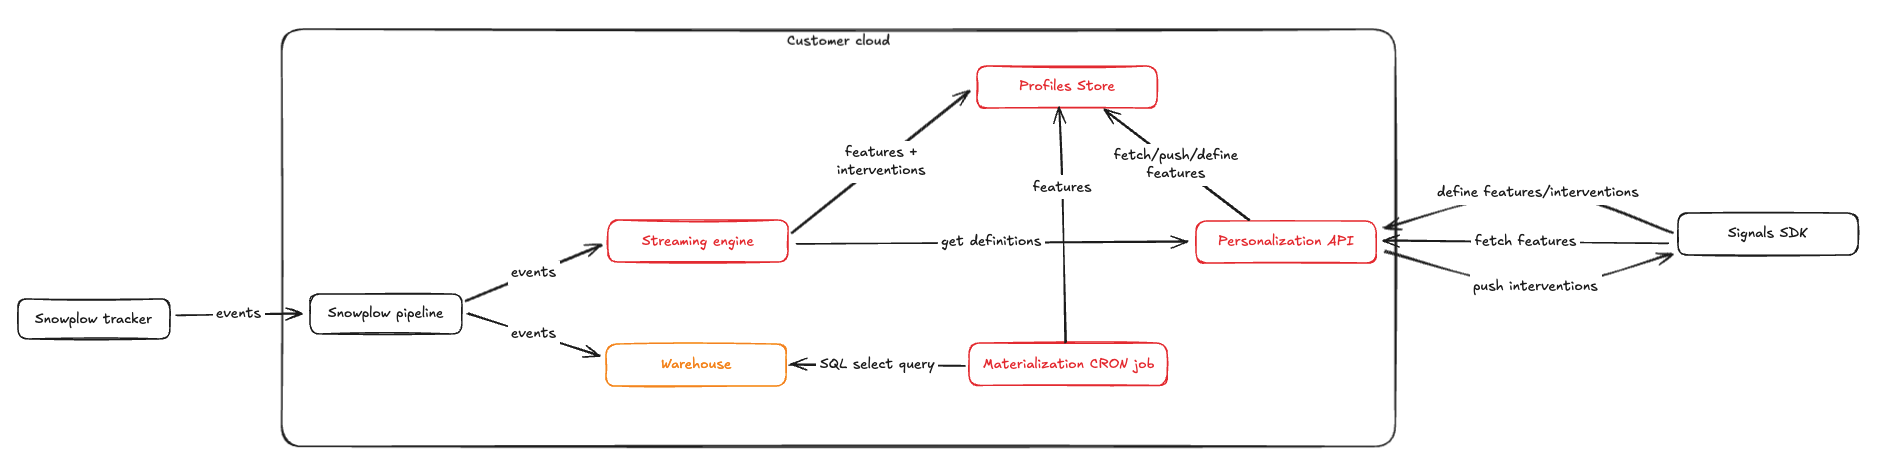 Customer cloud
Profiles Store
features +
interventions
fetch/push/define
features
features
define features/interventions
Streaming engine
get definitions
Personalization API
fetch features
Signals SDK
push interventions
events
Snowplow tracker
events
Snowplow pipeline
events
Warehouse
SQL select query
Materialization CRON job